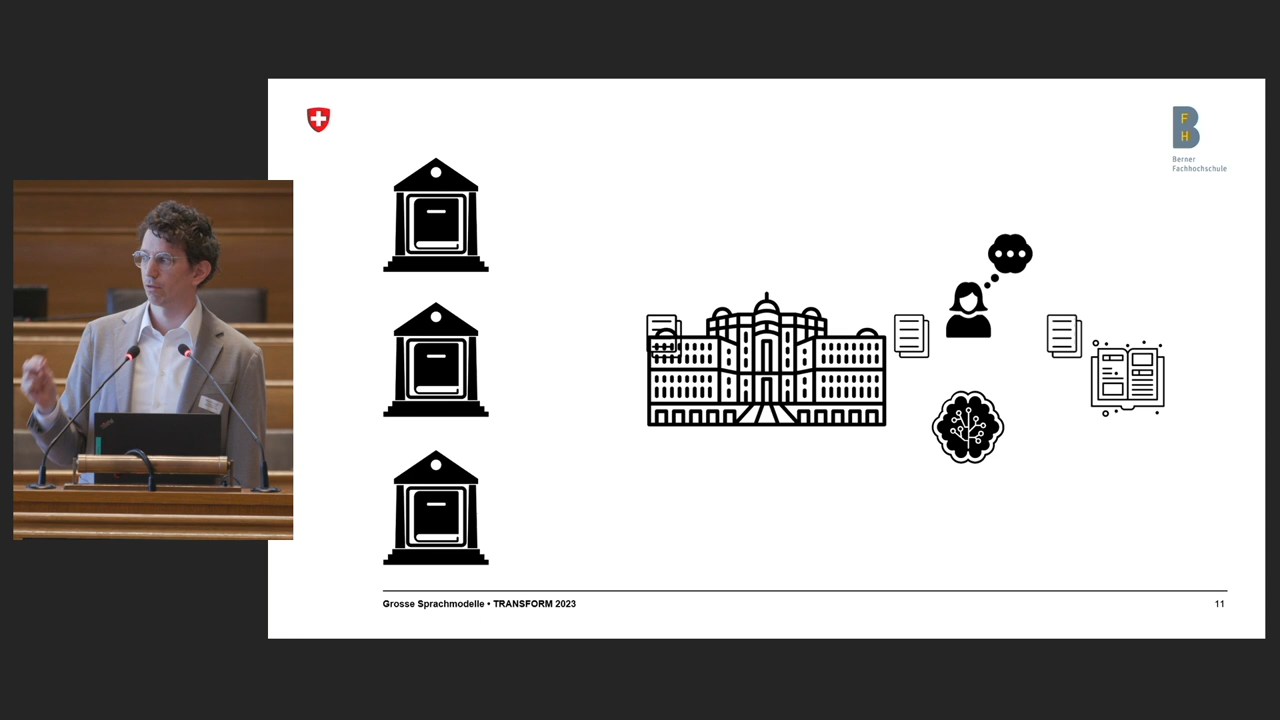 F
H
Berner
Fachhochschule
Grosse Sprachmodelle • TRANSFORM 2023
11